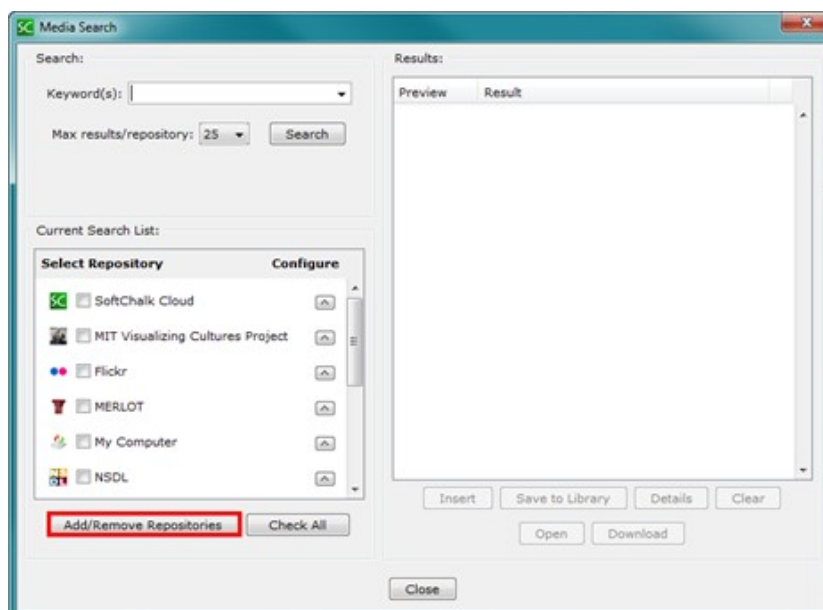 SC Media Search
Search:
Keyword(s):
Max results/repository: 25 Search
Current Search List:
Select Repository Configure
SC SoftChalk Cloud
MIT Visualizing Cultures Project
Flickr
MERLOT
My Computer
NSDL
Add/Remove Repositories Check All
Results:
Preview Result
Insert Save to Library Details Clear
Open Download
Close